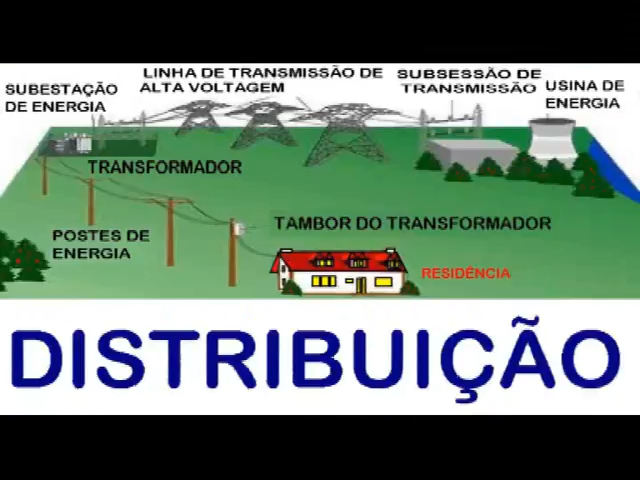 LINHA DE TRANSMISSÃO DE
ALTA VOLTAGEM
SUBSESSÃO DE
TRANSMISSÃO
USINA DE
ENERGIA
SUBESTAÇÃO
DE ENERGIA
TRANSFORMADOR
TAMBOR DO TRANSFORMADOR
POSTES DE
ENERGIA
RESIDÊNCIA
DISTRIBUIÇÃO